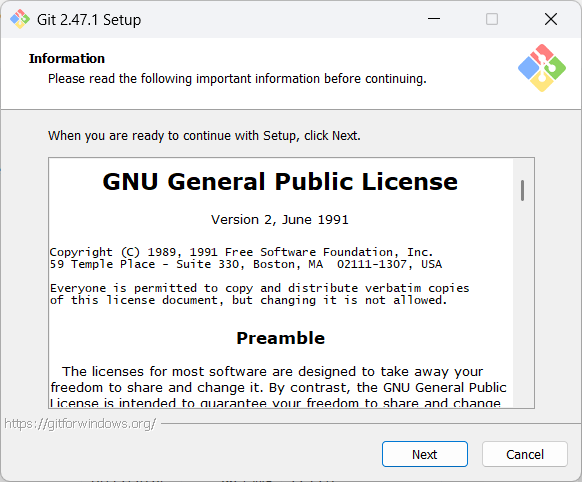 Git 2.47.1 Setup
Information
Please read the following important information before continuing.
When you are ready to continue with Setup, click Next.
GNU General Public License
Version 2, June 1991
Copyright (C) 1989, 1991 Free Software Foundation, Inc.
59 Temple Place - Suite 330, Boston, MA  02111-1307, USA
Everyone is permitted to copy and distribute verbatim copies
of this license document, but changing it is not allowed.
Preamble
The licenses for most software are designed to take away your
freedom to share and change it. By contrast, the GNU General Public
License is intended to guarantee your freedom to share and change
https://gitforwindows.org/
Next
Cancel